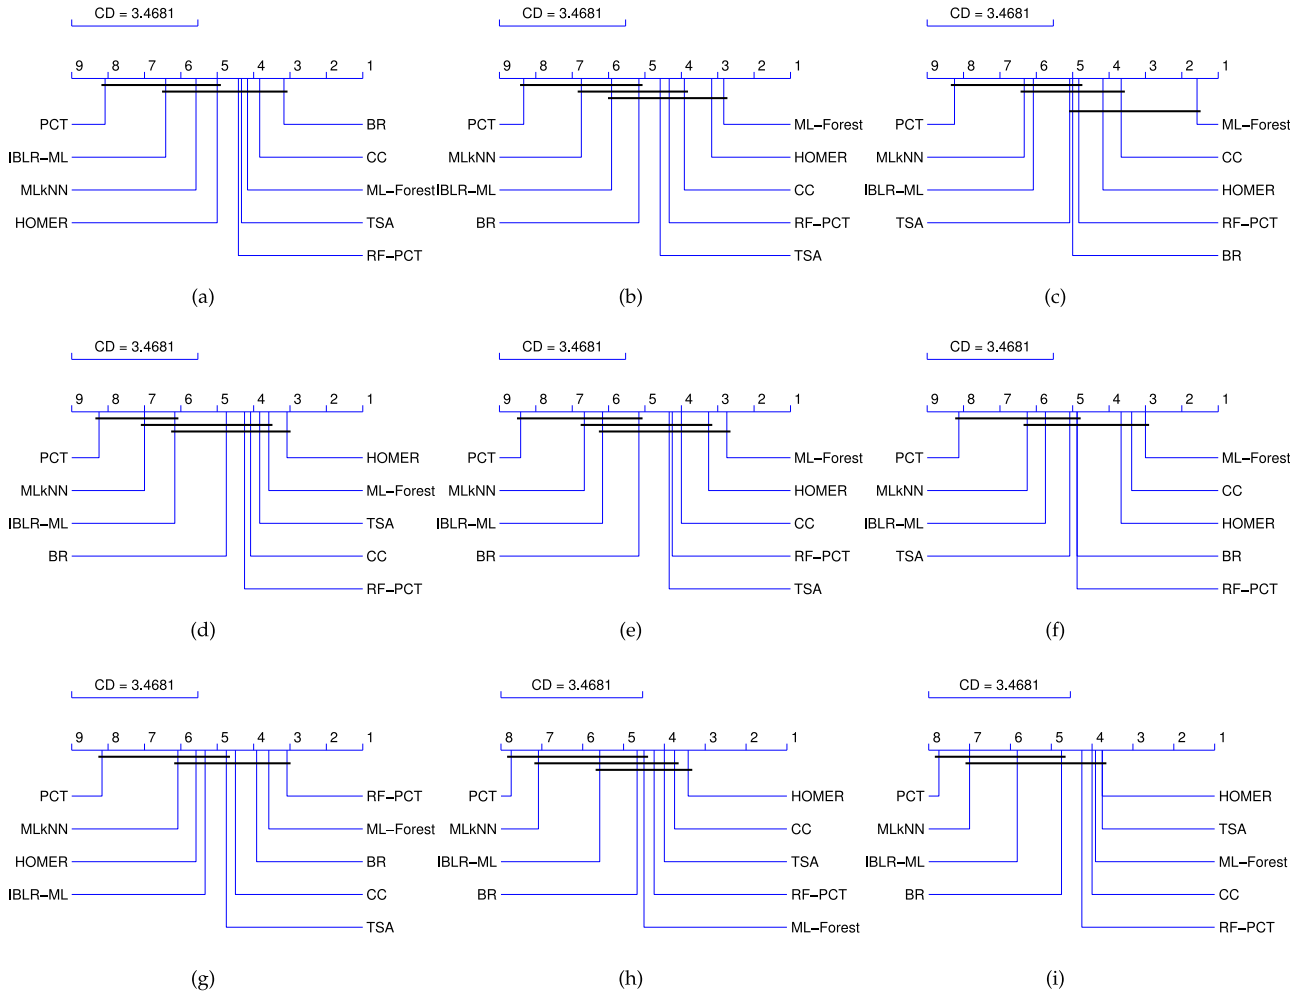 CD = 3.4681
9 8 7 6 5 4 3 2 1
PCT BR
IBLR-ML CC
MLkNN ML-Forest
HOMER TSA
RF-PCT
(a)
CD = 3.4681
9 8 7 6 5 4 3 2 1
PCT ML-Forest
MLkNN HOMER
IBLR-ML CC
BR RF-PCT
TSA
(b)
CD = 3.4681
9 8 7 6 5 4 3 2 1
PCT ML-Forest
MLkNN CC
IBLR-ML HOMER
TSA RF-PCT
BR
(c)
CD = 3.4681
9 8 7 6 5 4 3 2 1
PCT HOMER
MLkNN ML-Forest
IBLR-ML TSA
BR CC
RF-PCT
(d)
CD = 3.4681
9 8 7 6 5 4 3 2 1
PCT ML-Forest
MLkNN HOMER
IBLR-ML CC
BR RF-PCT
TSA
(e)
CD = 3.4681
9 8 7 6 5 4 3 2 1
PCT ML-Forest
MLkNN CC
IBLR-ML HOMER
TSA BR
RF-PCT
(f)
CD = 3.4681
9 8 7 6 5 4 3 2 1
PCT RF-PCT
MLkNN ML-Forest
HOMER BR
IBLR-ML CC
TSA
(g)
CD = 3.4681
8 7 6 5 4 3 2 1
PCT HOMER
MLkNN CC
IBLR-ML TSA
BR RF-PCT
ML-Forest
(h)
CD = 3.4681
8 7 6 5 4 3 2 1
PCT HOMER
MLkNN TSA
IBLR-ML ML-Forest
BR CC
RF-PCT
(i)